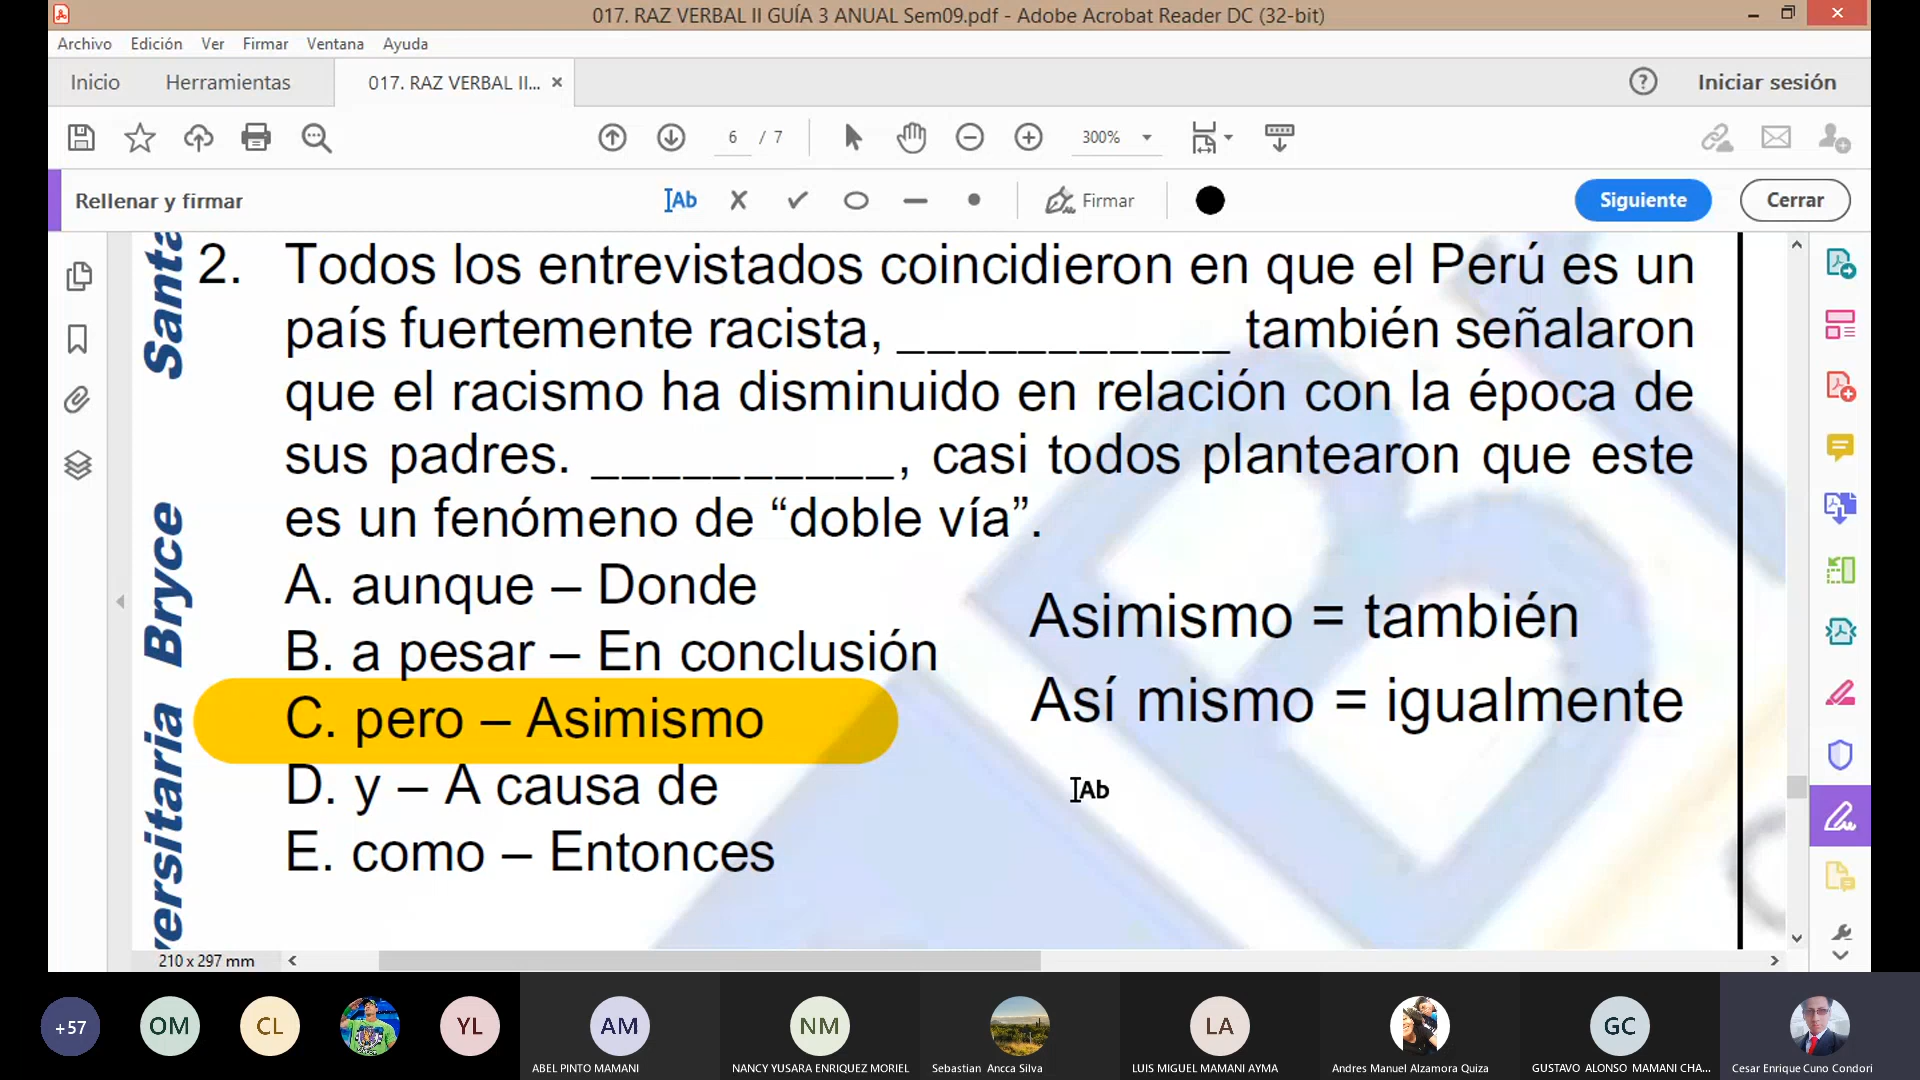 017. RAZ VERBAL II GUÍA 3 ANUAL Sem09.pdf - Adobe Acrobat Reader DC (32-bit)
Archivo Edición Ver Firmar Ventana Ayuda
Inicio Herramientas 017. RAZ VERBAL II... × Iniciar sesión
6 / 7 300%
Rellenar y firmar Ab Firmar Siguiente Cerrar
Santa
Bryce
versitaria
2. Todos los entrevistados coincidieron en que el Perú es un
país fuertemente racista, ___________ también señalaron
que el racismo ha disminuido en relación con la época de
sus padres. __________, casi todos plantearon que este
es un fenómeno de “doble vía”.
A. aunque – Donde
B. a pesar – En conclusión
C. pero – Asimismo
D. y – A causa de
E. como – Entonces
Asimismo = también
Así mismo = igualmente
Ab
210 x 297 mm
+57 OM CL YL AM NM LA GC
ABEL PINTO MAMANI NANCY YUSARA ENRIQUEZ MORIEL Sebastian Ancca Silva LUIS MIGUEL MAMANI AYMA Andres Manuel Alzamora Quiza GUSTAVO ALONSO MAMANI CHA... Cesar Enrique Cuno Condori